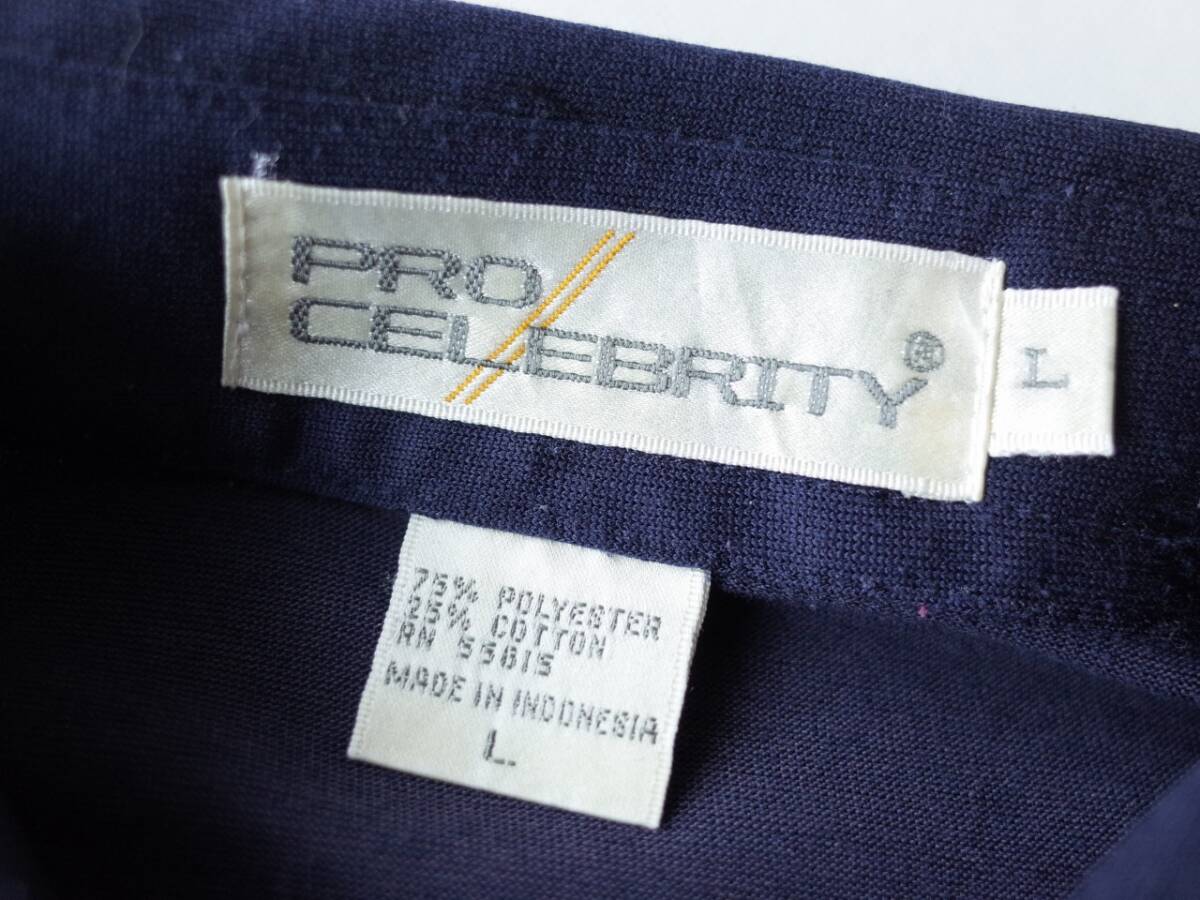 PRO
CELEBRITY®
L
75% POLYESTER
25% COTTON
RN 55615
MADE IN INDONESIA
L.